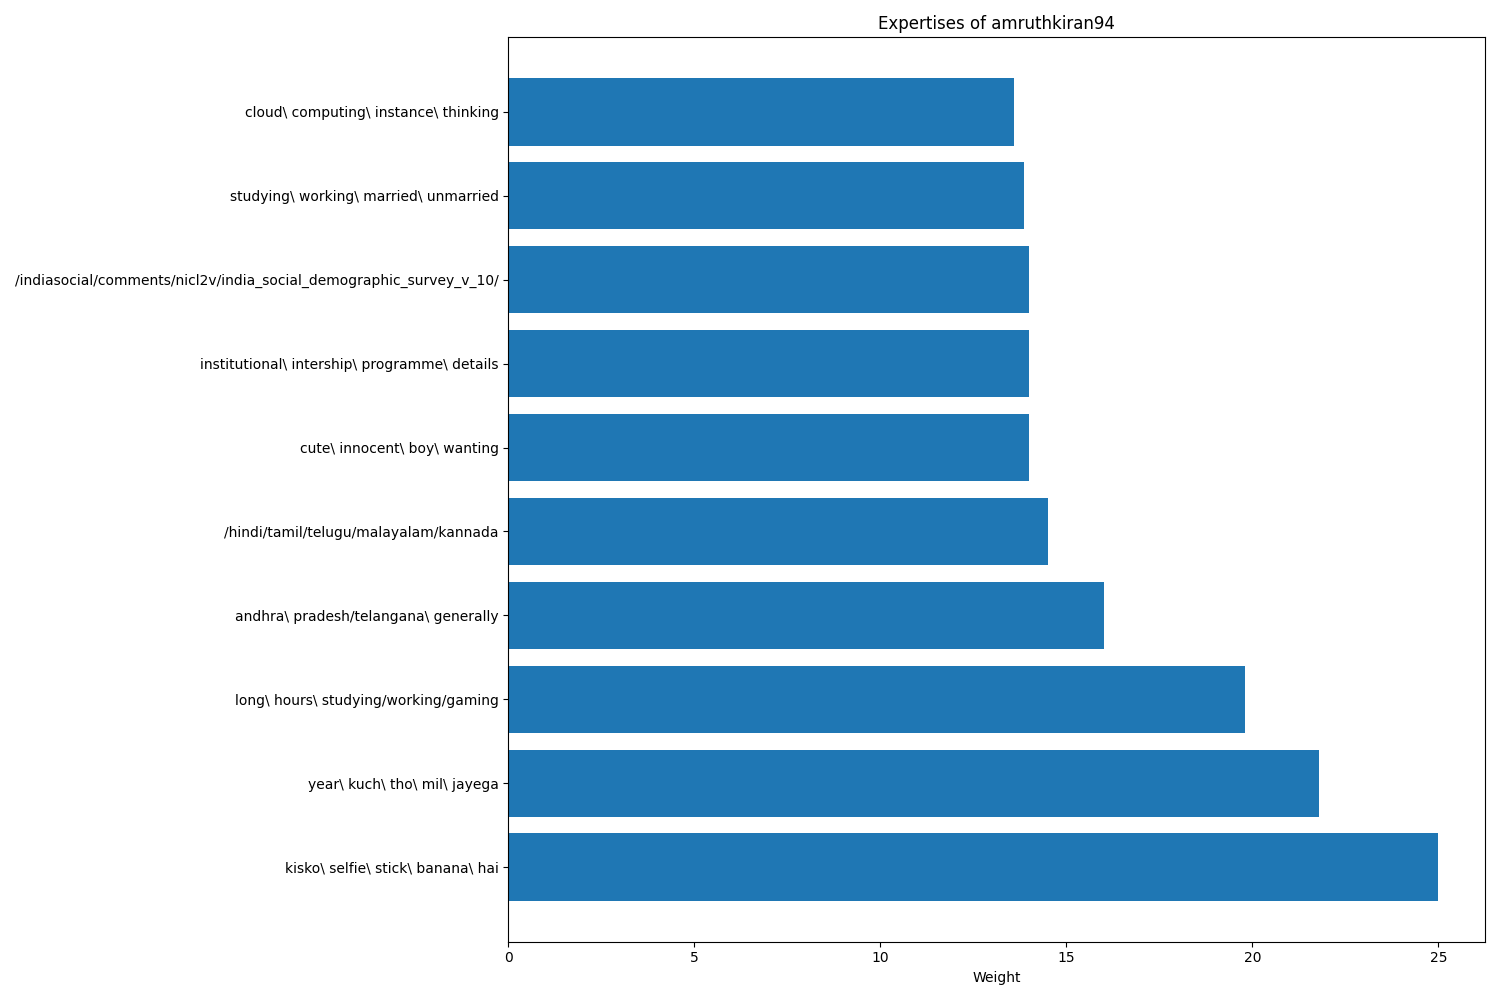 Expertises of amruthkiran94
cloud\ computing\ instance\ thinking
studying\ working\ married\ unmarried
/indiasocial/comments/nicl2v/india_social_demographic_survey_v_10/
institutional\ intership\ programme\ details
cute\ innocent\ boy\ wanting
/hindi/tamil/telugu/malayalam/kannada
andhra\ pradesh/telangana\ generally
long\ hours\ studying/working/gaming
year\ kuch\ tho\ mil\ jayega
kisko\ selfie\ stick\ banana\ hai
0 5 10 15 20 25
Weight